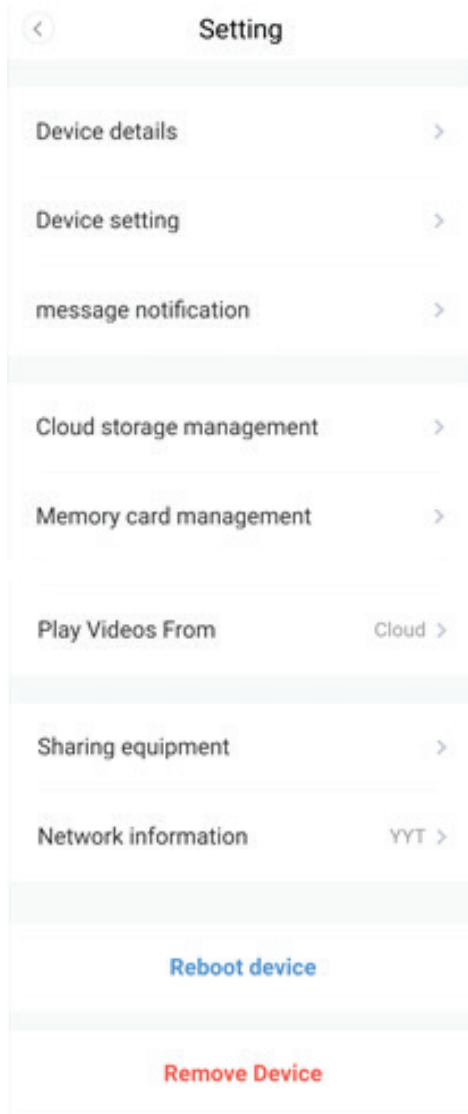 Setting
Device details
Device setting
message notification
Cloud storage management
Memory card management
Play Videos From Cloud
Sharing equipment
Network information YYT
Reboot device
Remove Device